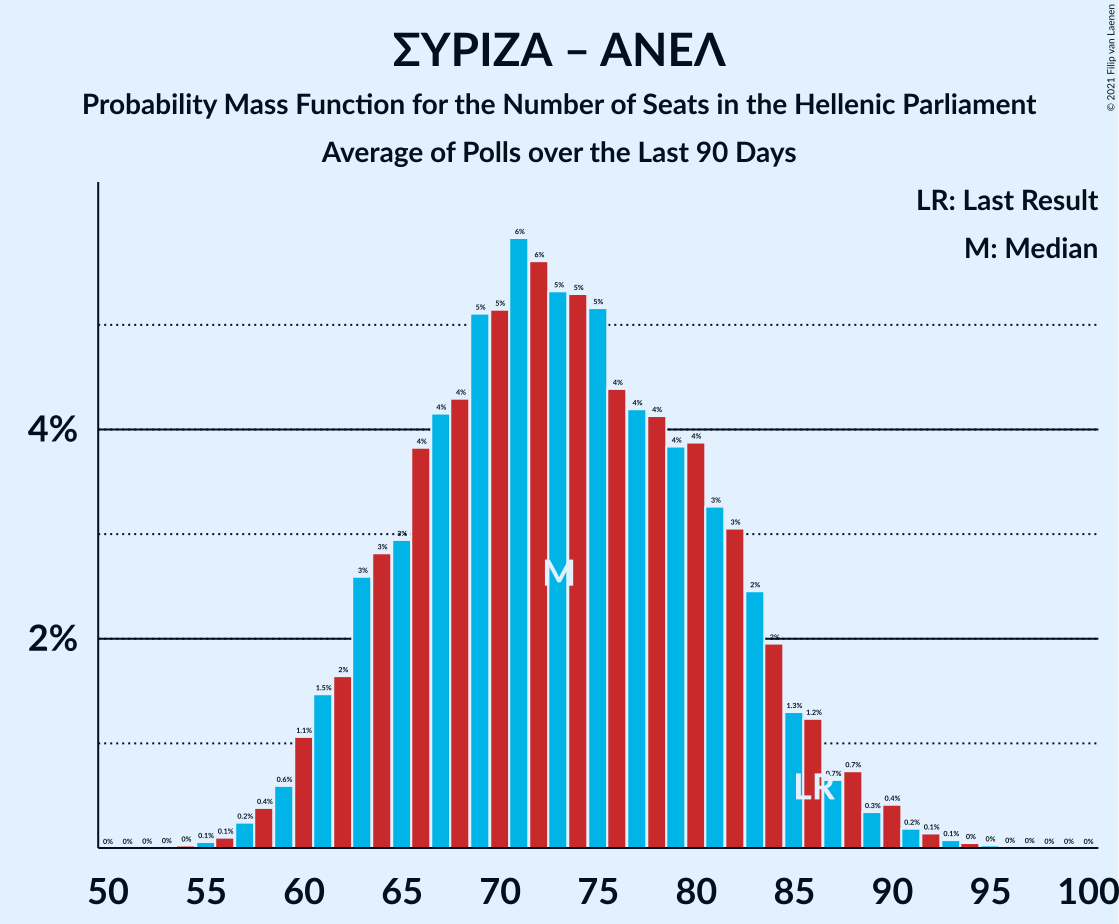 ΣΥΡΙΖΑ – ΑΝΕΛ
Probability Mass Function for the Number of Seats in the Hellenic Parliament
Average of Polls over the Last 90 Days
© 2021 Filip van Laenen
LR: Last Result
M: Median
4%
2%
0% 0% 0% 0% 0% 0.1% 0.1% 0.2% 0.4% 0.6% 1.1% 1.5% 2% 3% 3% 3% 4% 4% 4% 5% 5% 6% 6% 5% 5% 5% 4% 4% 4% 4% 4% 3% 3% 2% 2% 1.3% 1.2% 0.7% 0.7% 0.3% 0.4% 0.2% 0.1% 0.1% 0% 0% 0% 0% 0% 0% 0%
M
LR
50 55 60 65 70 75 80 85 90 95 100